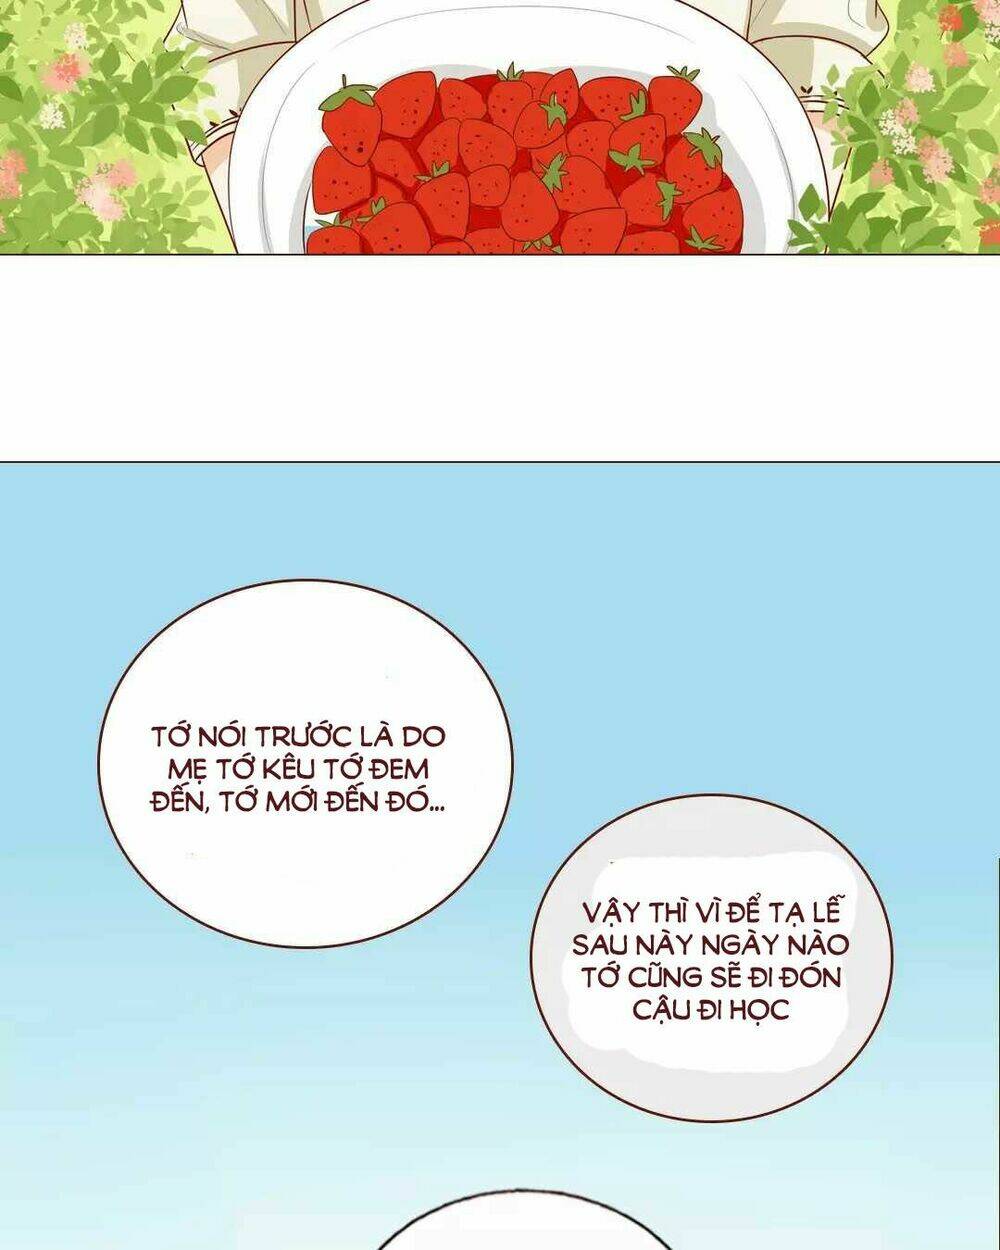 TỚ NÓI TRƯỚC LÀ DO
MẸ TỚ KÊU TỚ ĐEM
ĐẾN, TỚ MỚI ĐẾN ĐÓ...
VẬY THÌ VÌ ĐỂ TẠ LỄ
SAU NÀY NGÀY NÀO
TỚ CŨNG SẼ ĐI ĐÓN
CẬU ĐI HỌC